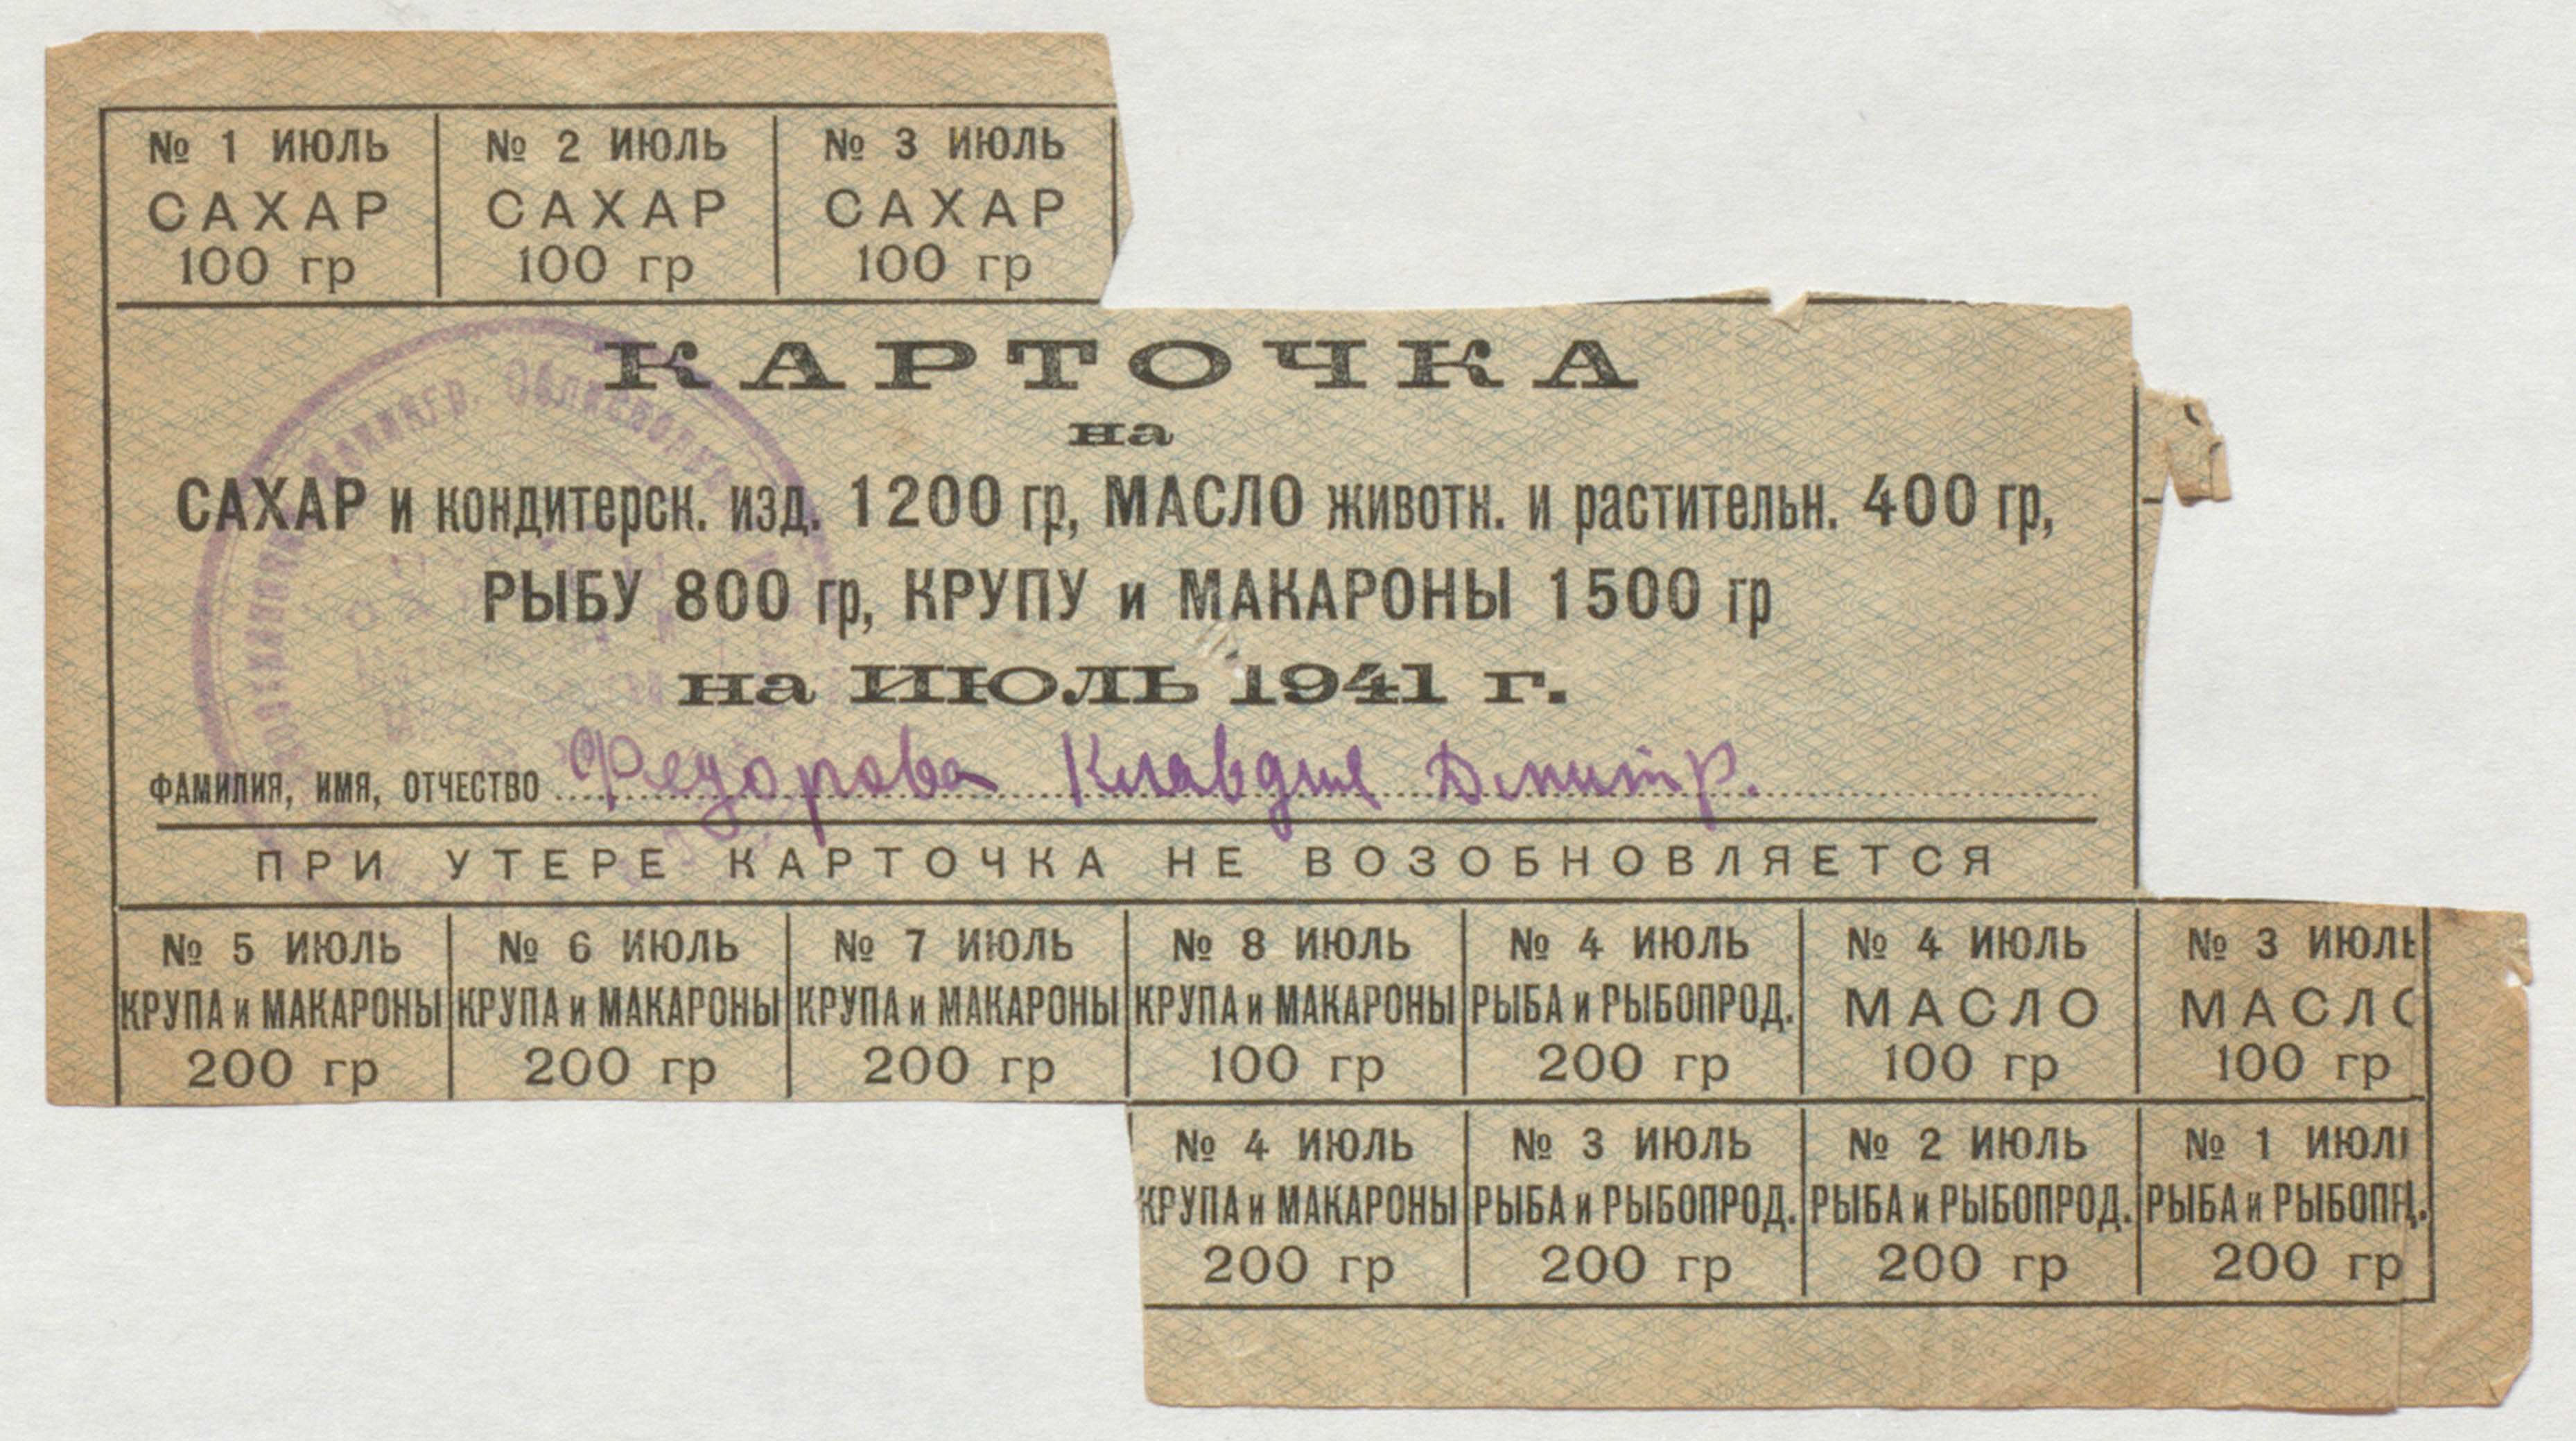 № 1 ИЮЛЬ № 2 ИЮЛЬ № 3 ИЮЛЬ
САХАР САХАР САХАР
100 гр 100 гр 100 гр
КАРТОЧКА
на
САХАР и кондитерск. изд. 1200 гр, МАСЛО животн. и растительн. 400 гр,
РЫБУ 800 гр, КРУПУ и МАКАРОНЫ 1500 гр
на ИЮЛЬ 1941 г.
ФАМИЛИЯ, ИМЯ, ОТЧЕСТВО Федорова Клавдия Дмитр.
ПРИ УТЕРЕ КАРТОЧКА НЕ ВОЗОБНОВЛЯЕТСЯ
№ 5 ИЮЛЬ № 6 ИЮЛЬ № 7 ИЮЛЬ № 8 ИЮЛЬ № 4 ИЮЛЬ № 4 ИЮЛЬ № 3 ИЮЛЬ
КРУПА и МАКАРОНЫ КРУПА и МАКАРОНЫ КРУПА и МАКАРОНЫ КРУПА и МАКАРОНЫ РЫБА и РЫБОПРОД. МАСЛО МАСЛО
200 гр 200 гр 200 гр 100 гр 200 гр 100 гр 100 гр
№ 4 ИЮЛЬ № 3 ИЮЛЬ № 2 ИЮЛЬ № 1 ИЮЛ
КРУПА и МАКАРОНЫ РЫБА и РЫБОПРОД. РЫБА и РЫБОПРОД. РЫБА и
200 гр 200 гр 200 гр 200 гр